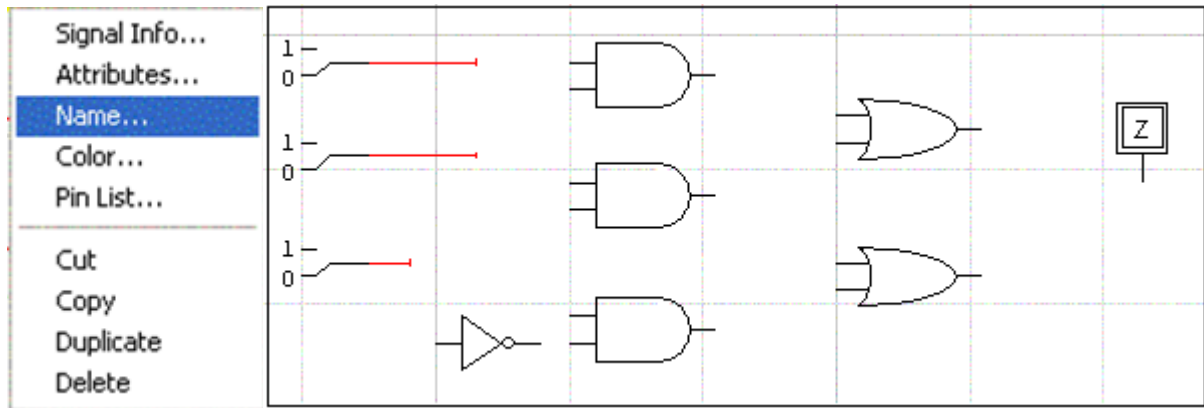 Signal Info...
Attributes...
Name...
Color...
Pin List...
Cut
Copy
Duplicate
Delete
1
0
1
0
1
0
Z